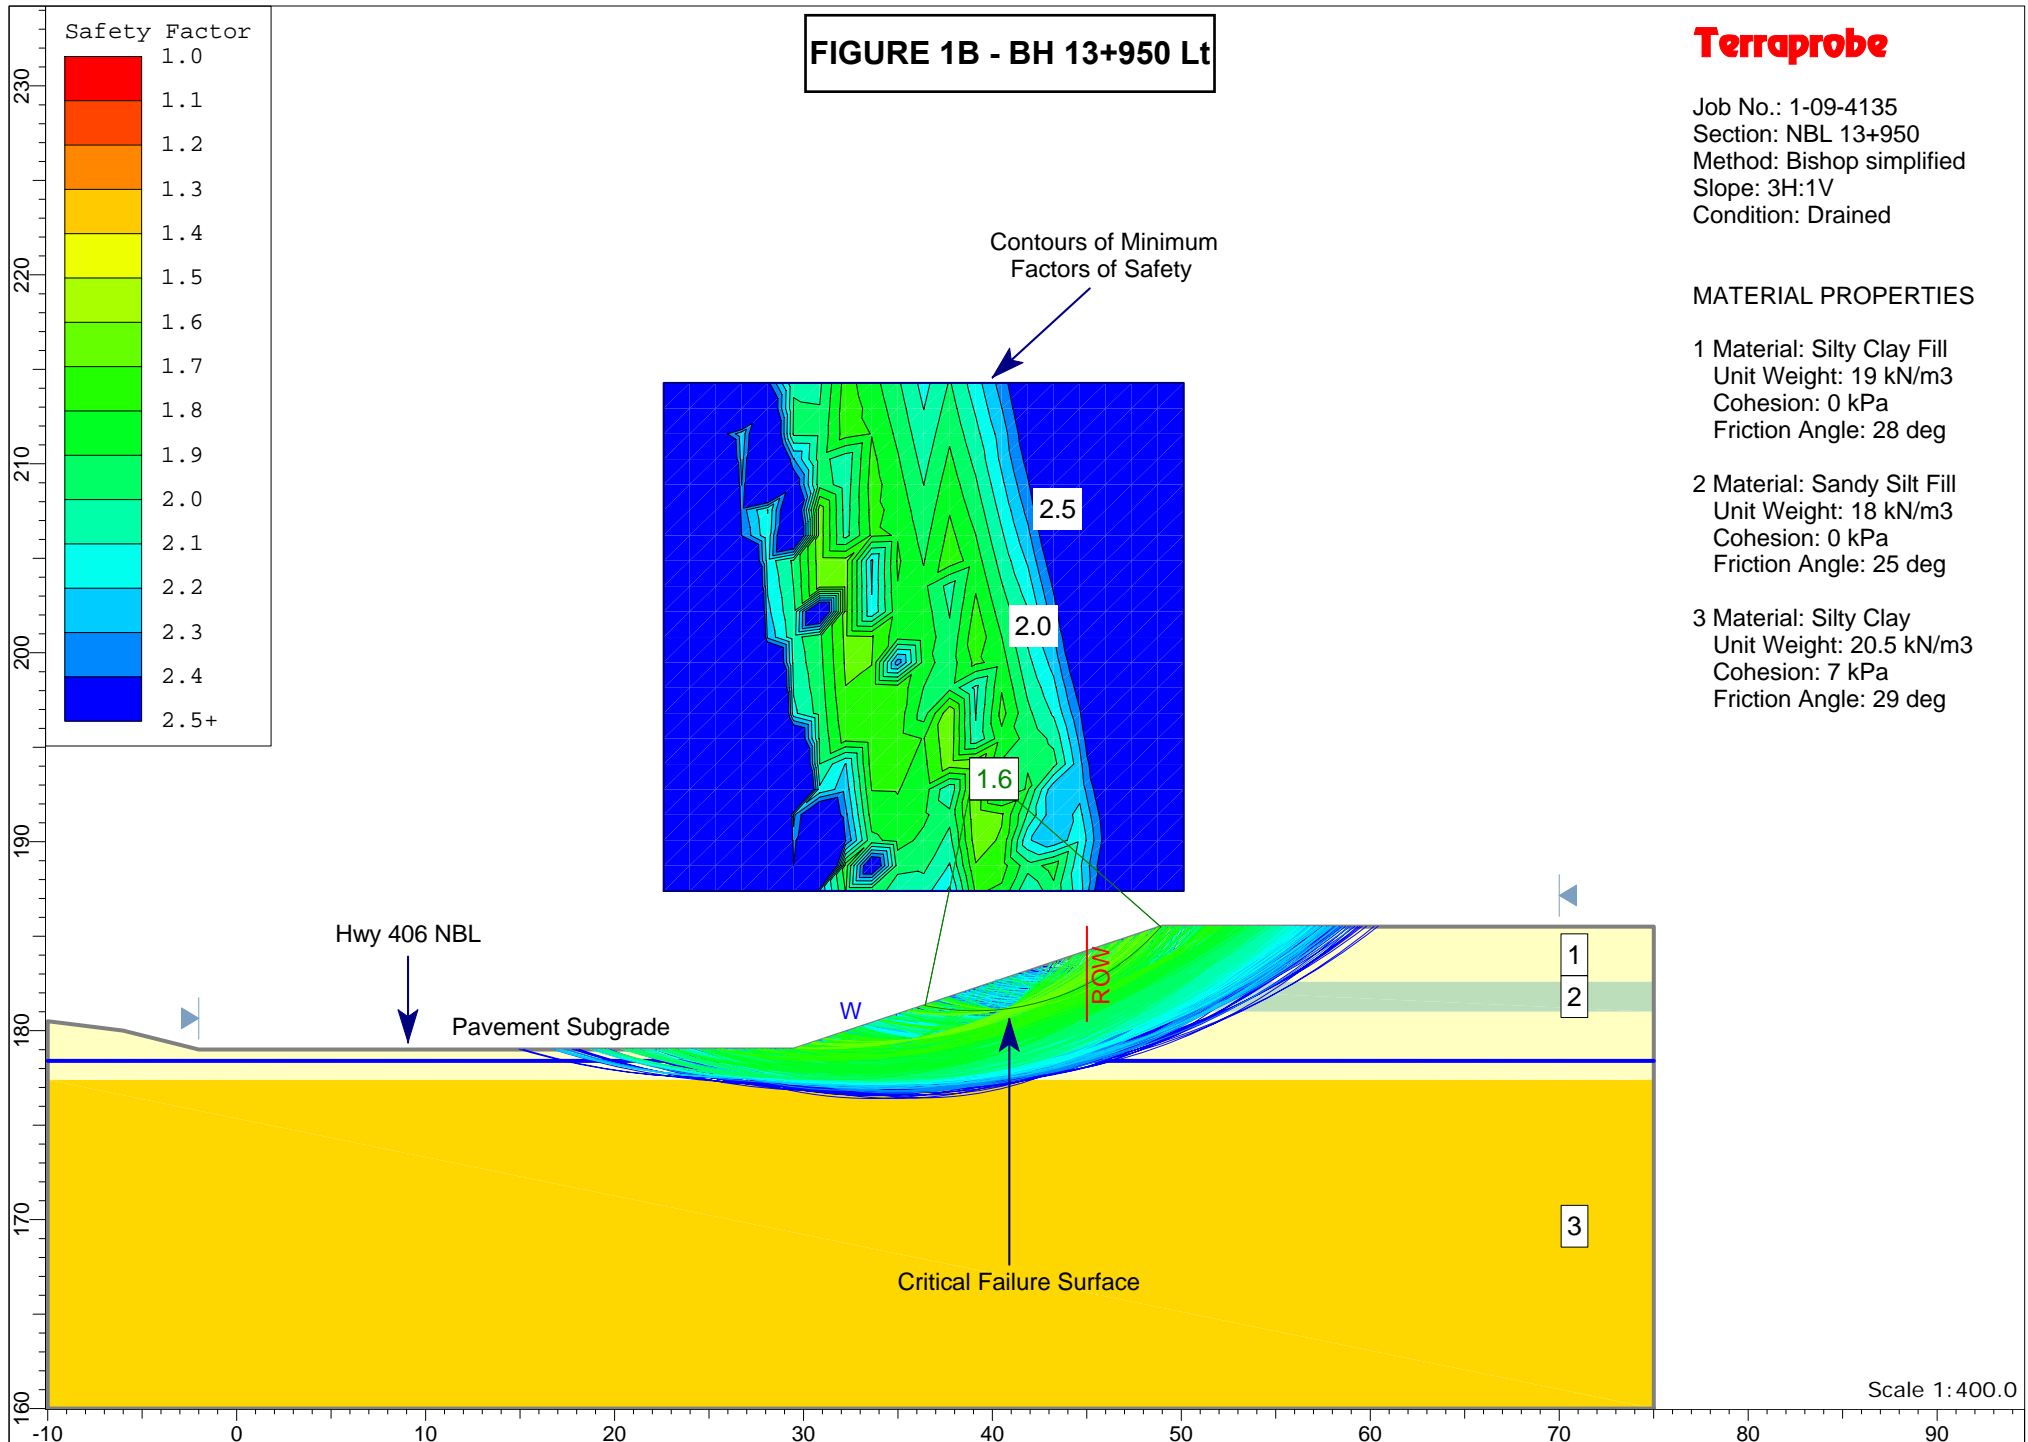 FIGURE 1B - BH 13+950 Lt
Safety Factor
1.0
1.1
1.2
1.3
1.4
1.5
1.6
1.7
1.8
1.9
2.0
2.1
2.2
2.3
2.4
2.5+
Terraprobe
Job No.: 1-09-4135
Section: NBL 13+950
Method: Bishop simplified
Slope: 3H:1V
Condition: Drained
MATERIAL PROPERTIES
1 Material: Silty Clay Fill
Unit Weight: 19 kN/m3
Cohesion: 0 kPa
Friction Angle: 28 deg
2 Material: Sandy Silt Fill
Unit Weight: 18 kN/m3
Cohesion: 0 kPa
Friction Angle: 25 deg
3 Material: Silty Clay
Unit Weight: 20.5 kN/m3
Cohesion: 7 kPa
Friction Angle: 29 deg
Contours of Minimum
Factors of Safety
2.5
2.0
1.6
Hwy 406 NBL
Pavement Subgrade
W
ROW
1
2
3
Critical Failure Surface
Scale 1:400.0
230
220
210
200
190
180
170
160
-10
0
10
20
30
40
50
60
70
80
90